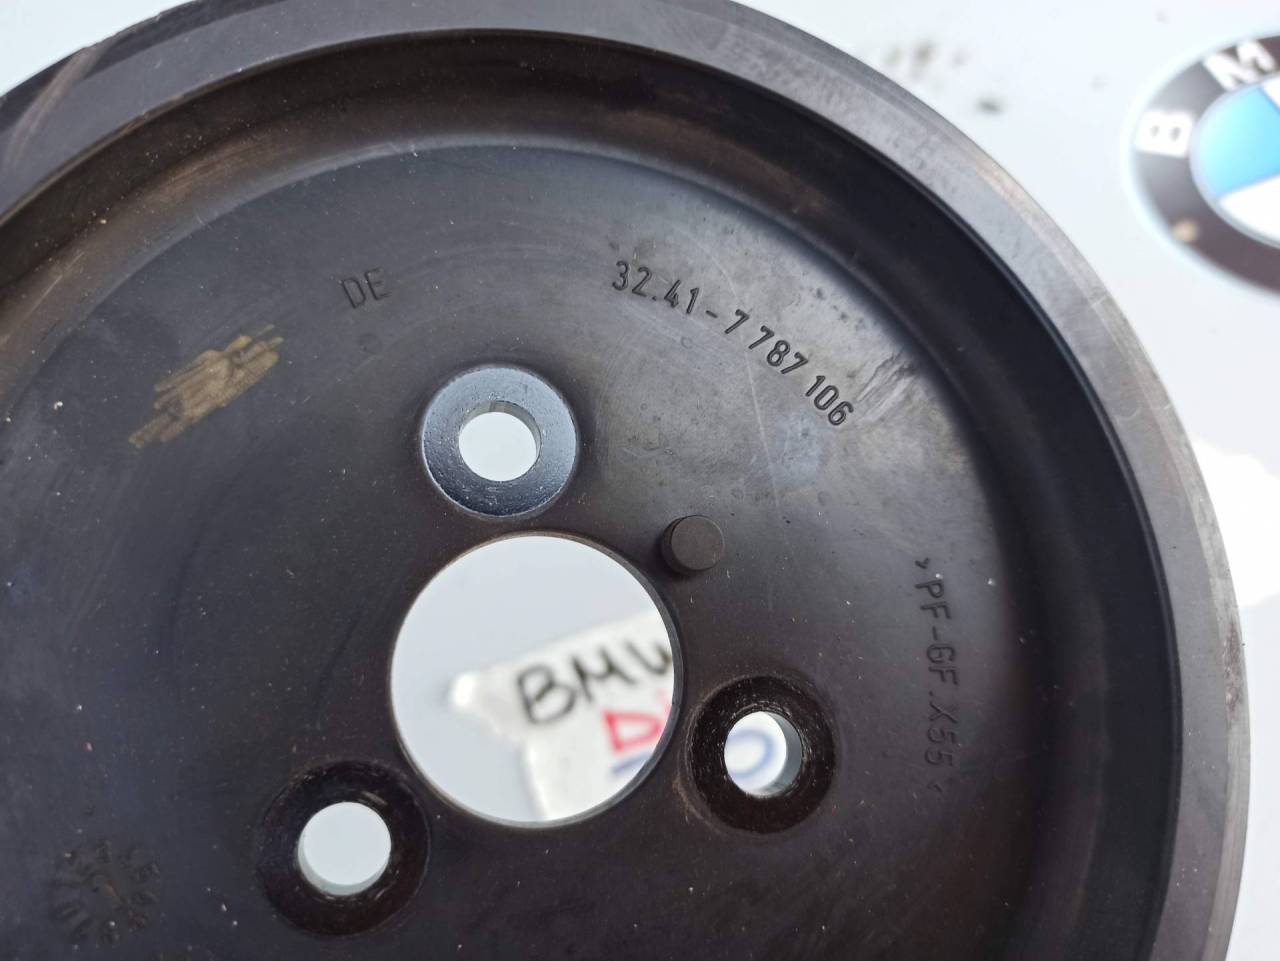 DE
32.41-7 787 106
>PF-GF.X55<
BMW
BM